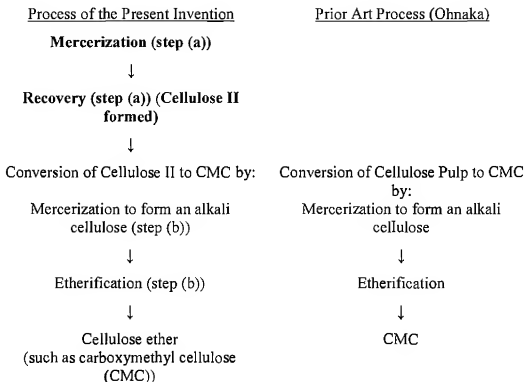 Process of the Present Invention
Prior Art Process (Ohnaka)
Mercerization (step (a))
↓
Recovery (step (a)) (Cellulose II
formed)
↓
Conversion of Cellulose II to CMC by:
Mercerization to form an alkali
cellulose (step (b))
↓
Etherification (step (b))
↓
Cellulose ether
(such as carboxymethyl cellulose
(CMC))
Conversion of Cellulose Pulp to CMC
by:
Mercerization to form an alkali
cellulose
↓
Etherification
↓
CMC